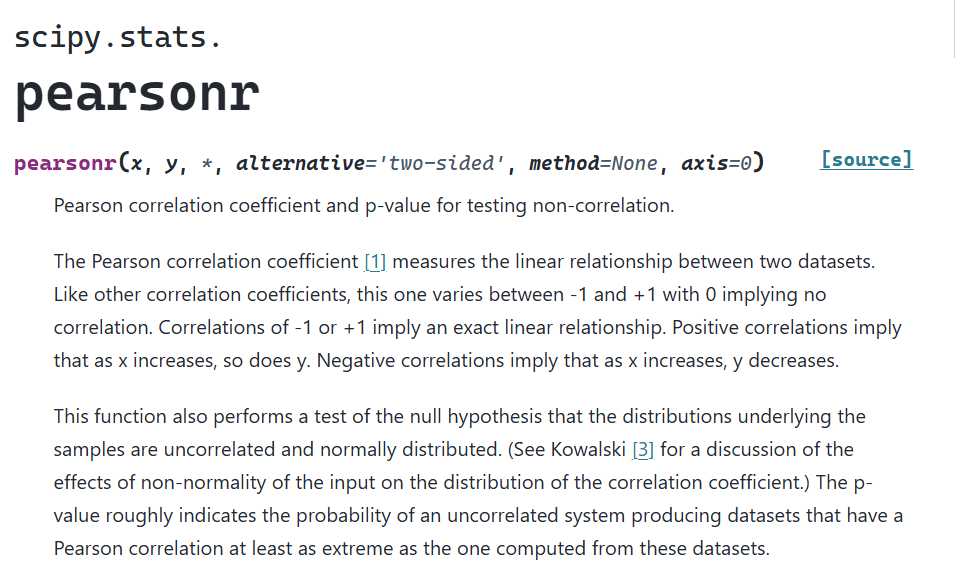 scipy.stats.
pearsonr
pearsonr(x, y, *, alternative='two-sided', method=None, axis=0) [source]
Pearson correlation coefficient and p-value for testing non-correlation.
The Pearson correlation coefficient [1] measures the linear relationship between two datasets.
Like other correlation coefficients, this one varies between -1 and +1 with 0 implying no
correlation. Correlations of -1 or +1 imply an exact linear relationship. Positive correlations imply
that as x increases, so does y. Negative correlations imply that as x increases, y decreases.
This function also performs a test of the null hypothesis that the distributions underlying the
samples are uncorrelated and normally distributed. (See Kowalski [3] for a discussion of the
effects of non-normality of the input on the distribution of the correlation coefficient.) The p-
value roughly indicates the probability of an uncorrelated system producing datasets that have a
Pearson correlation at least as extreme as the one computed from these datasets.